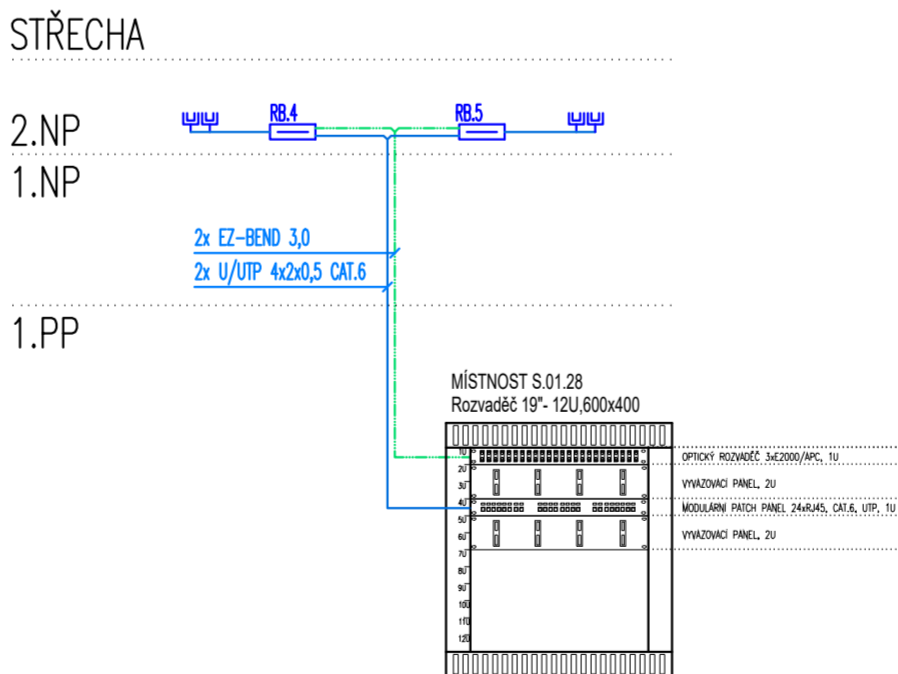 STŘECHA
2.NP
RB.4
RB.5
1.NP
2x EZ-BEND 3,0
2x U/UTP 4x2x0,5 CAT.6
1.PP
MÍSTNOST S.01.28
Rozvaděč 19"- 12U,600x400
1U
OPTICKÝ ROZVADĚČ 3xE2000/APC, 1U
2U
3U
VYVAZOVACÍ PANEL, 2U
4U
MODULÁRNÍ PATCH PANEL 24xRJ45, CAT.6, UTP, 1U
5U
6U
VYVAZOVACÍ PANEL, 2U
7U
8U
9U
10U
11U
12U